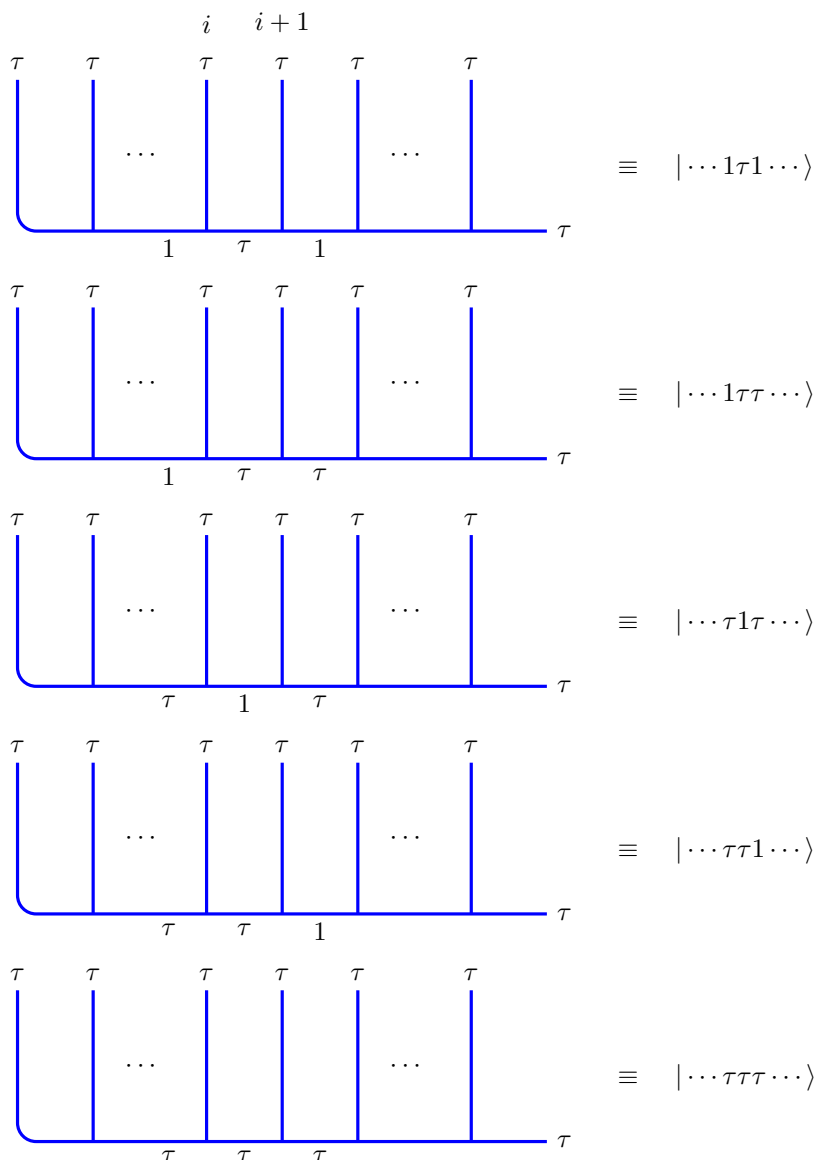 i i + 1
τ τ τ τ τ τ
··· ···
≡ | ··· 1τ1 ··· ⟩
τ
1 τ 1
τ τ τ τ τ τ
··· ···
≡ | ··· 1ττ ··· ⟩
τ
1 τ τ
τ τ τ τ τ τ
··· ···
≡ | ··· τ1τ ··· ⟩
τ
τ 1 τ
τ τ τ τ τ τ
··· ···
≡ | ··· ττ1 ··· ⟩
τ
τ τ 1
τ τ τ τ τ τ
··· ···
≡ | ··· τττ ··· ⟩
τ
τ τ τ